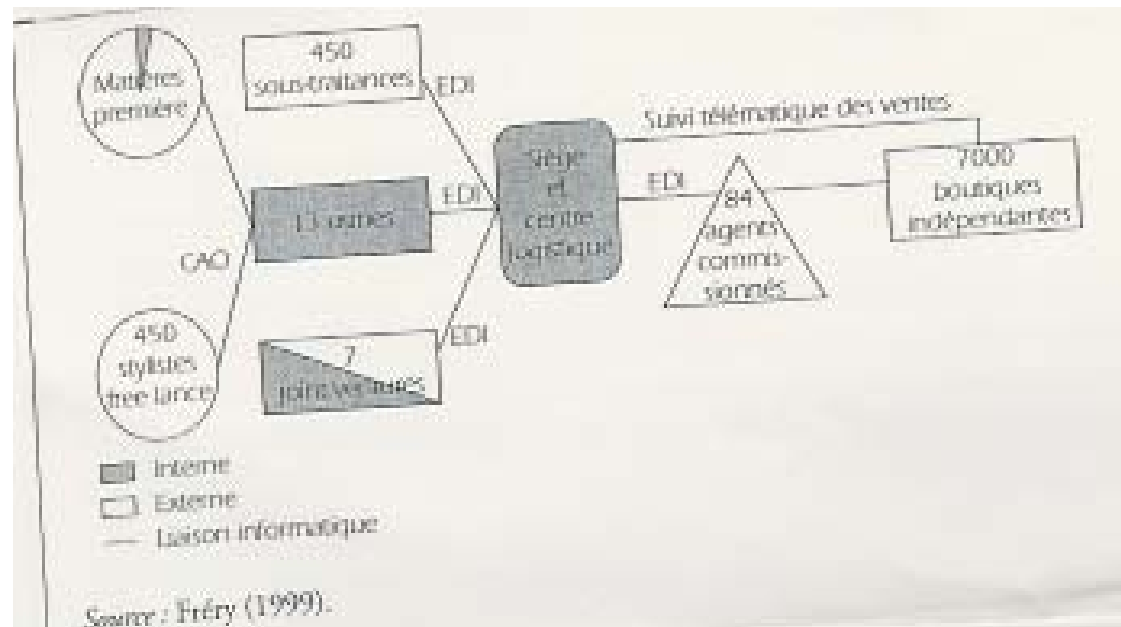 Matières
première
450
sous-traitances
EDI
Suivi télématique des ventes
13 usines
EDI
siège
et
centre
logistique
EDI
84
agents
commis-
sionnés
7000
boutiques
indépendantes
CAO
450
stylistes
free lance
7
joint ventures
EDI
Interne
Externe
Liaison informatique
Source : Fréry (1999).